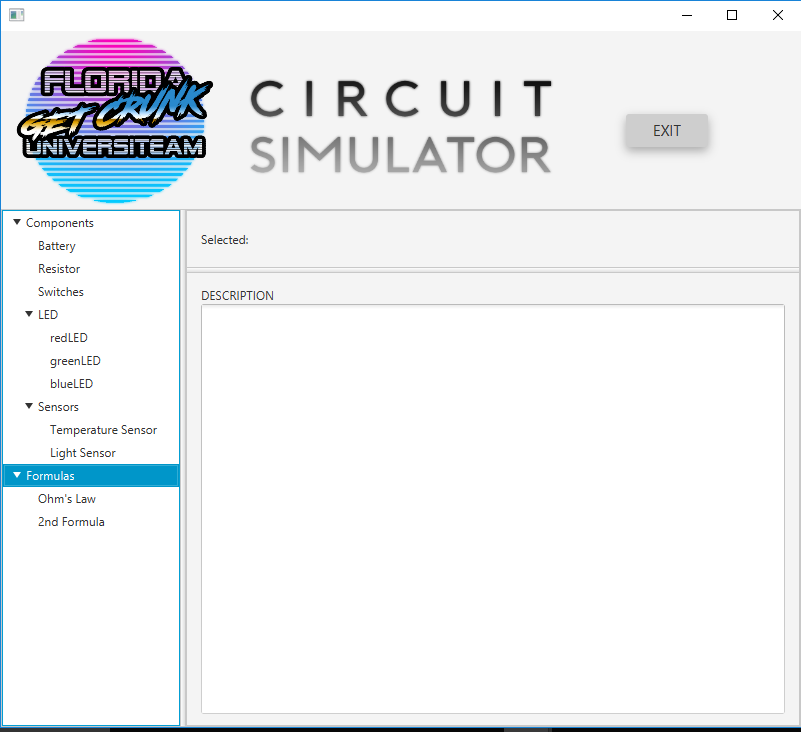 FLORIDA
GET CRUNK
UNIVERSITEAM
CIRCUIT
SIMULATOR
EXIT
Components
Battery
Resistor
Switches
LED
redLED
greenLED
blueLED
Sensors
Temperature Sensor
Light Sensor
Formulas
Ohm's Law
2nd Formula
Selected:
DESCRIPTION